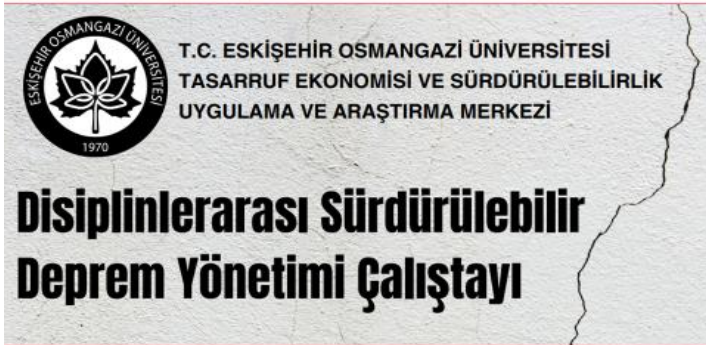 ESKİŞEHİR OSMANGAZİ ÜNİVERSİTESİ
1970
T.C. ESKİŞEHİR OSMANGAZİ ÜNİVERSİTESİ
TASARRUF EKONOMİSİ VE SÜRDÜRÜLEBİLİRLİK
UYGULAMA VE ARAŞTIRMA MERKEZİ
Disiplinlerarası Sürdürülebilir
Deprem Yönetimi Çalıştayı